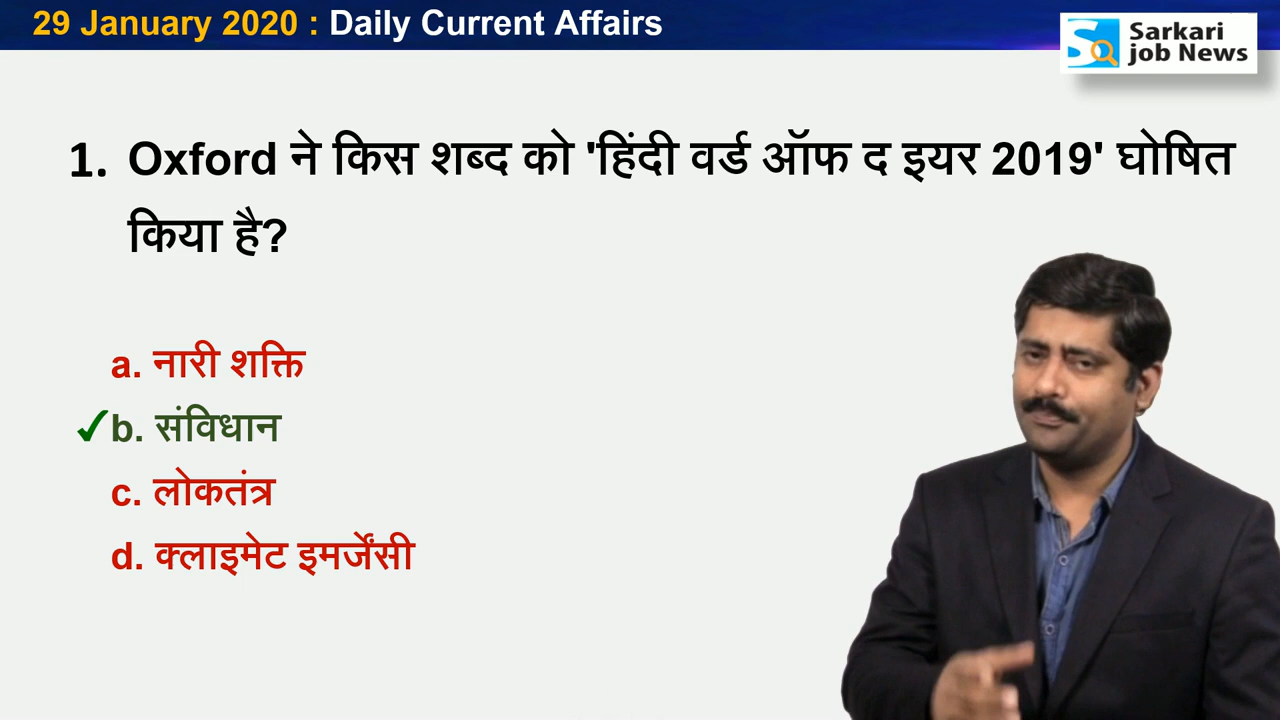 29 January 2020 : Daily Current Affairs
Sarkari
job News
1. Oxford ने किस शब्द को 'हिंदी वर्ड ऑफ द इयर 2019' घोषित
किया है?
a. नारी शक्ति
✓b. संविधान
c. लोकतंत्र
d. क्लाइमेट इमर्जेंसी